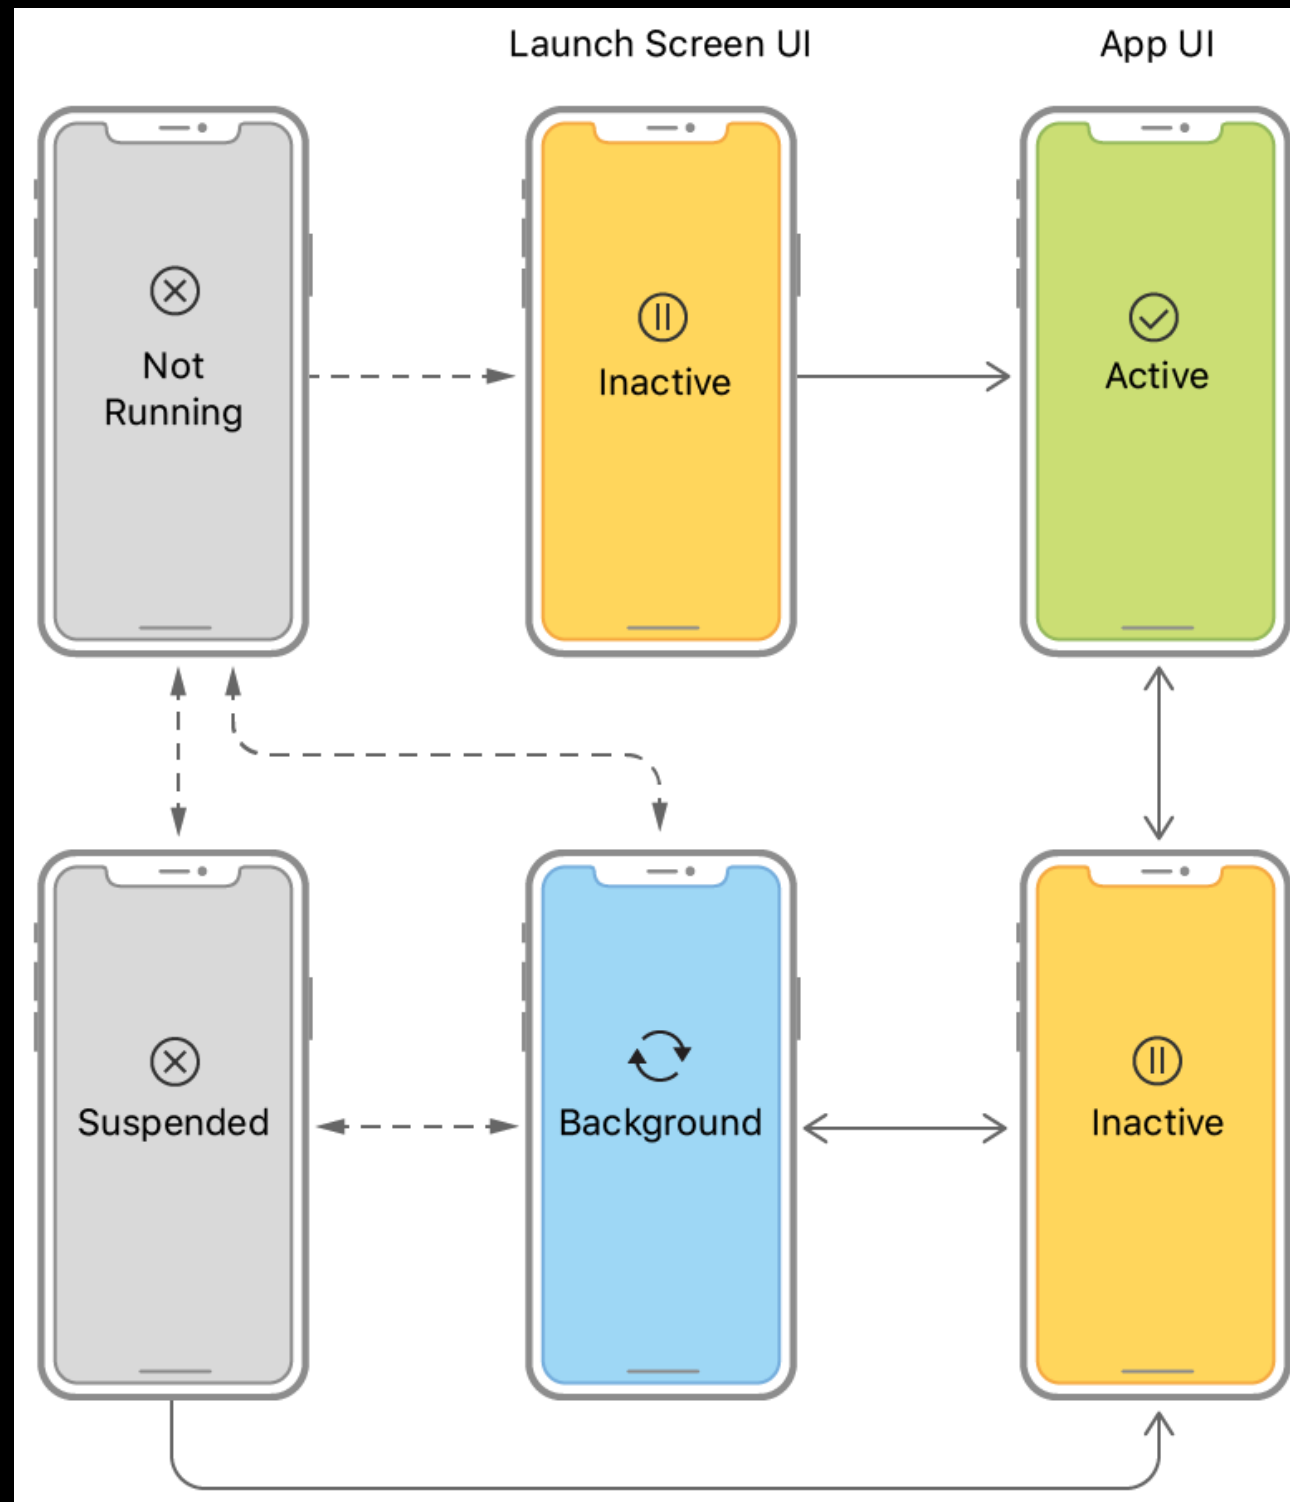 Launch Screen UI
App UI
Not
Running
Inactive
Active
Suspended
Background
Inactive